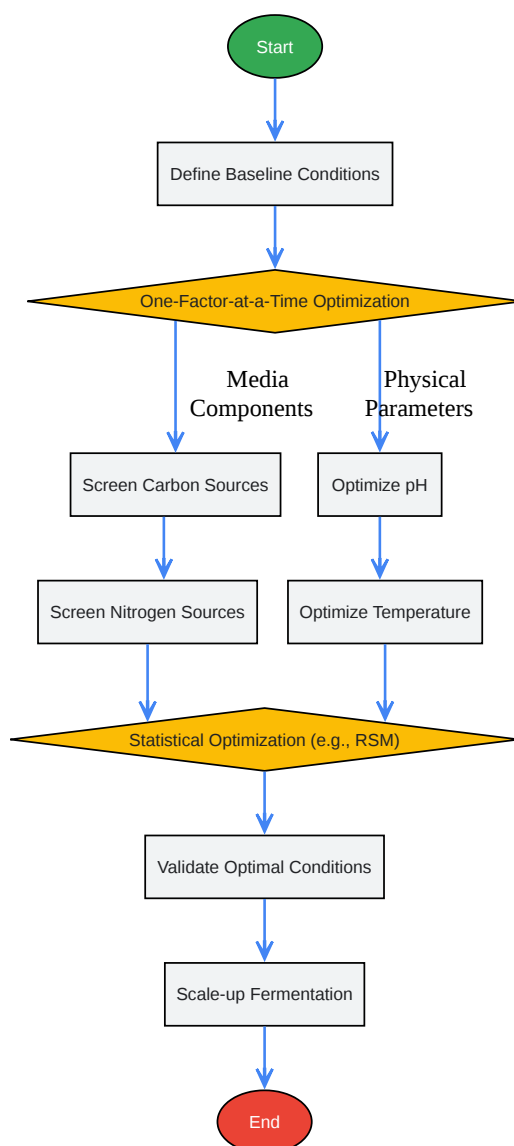 Start
Define Baseline Conditions
One-Factor-at-a-Time Optimization
Media
Components
Physical
Parameters
Screen Carbon Sources
Optimize pH
Screen Nitrogen Sources
Optimize Temperature
Statistical Optimization (e.g., RSM)
Validate Optimal Conditions
Scale-up Fermentation
End